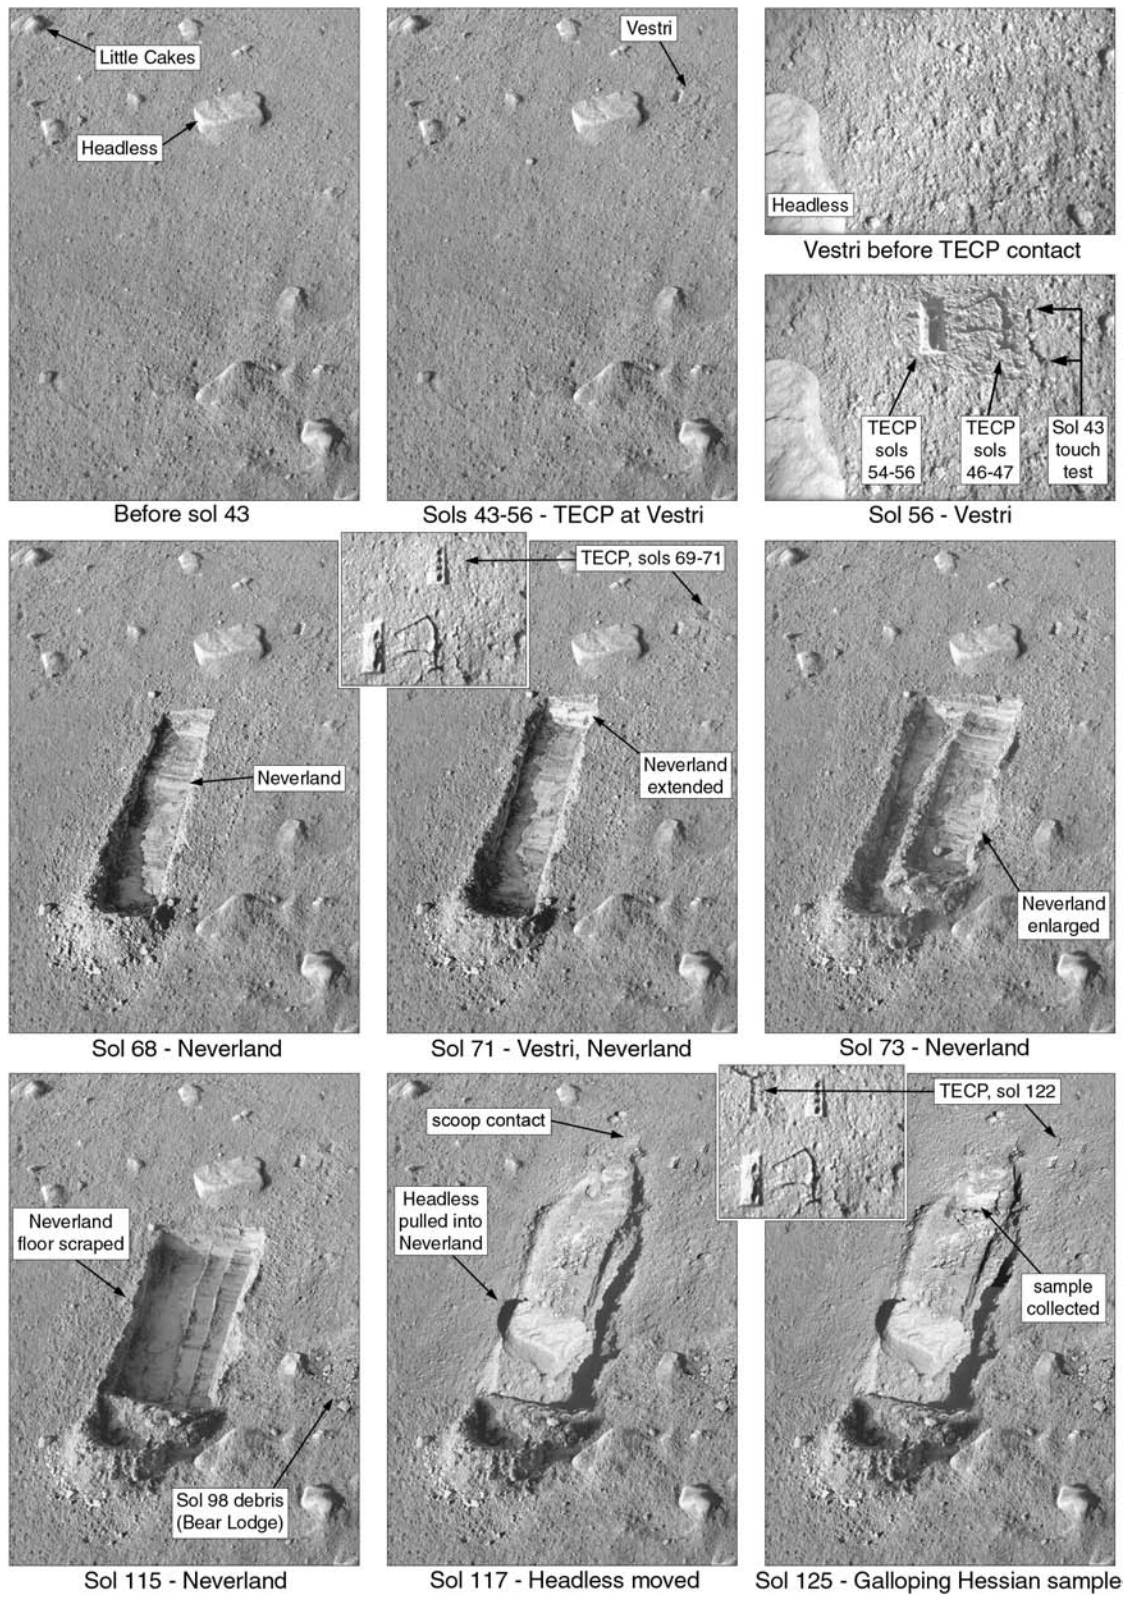 Little Cakes
Headless
Before sol 43
Vestri
Sols 43-56 - TECP at Vestri
Headless
Vestri before TECP contact
TECP
sols
54-56
TECP
sols
46-47
Sol 43
touch
test
Sol 56 - Vestri
Neverland
Sol 68 - Neverland
TECP, sols 69-71
Neverland
extended
Sol 71 - Vestri, Neverland
Neverland
enlarged
Sol 73 - Neverland
Neverland
floor scraped
Sol 98 debris
(Bear Lodge)
Sol 115 - Neverland
scoop contact
Headless
pulled into
Neverland
Sol 117 - Headless moved
TECP, sol 122
sample
collected
Sol 125 - Galloping Hessian sample